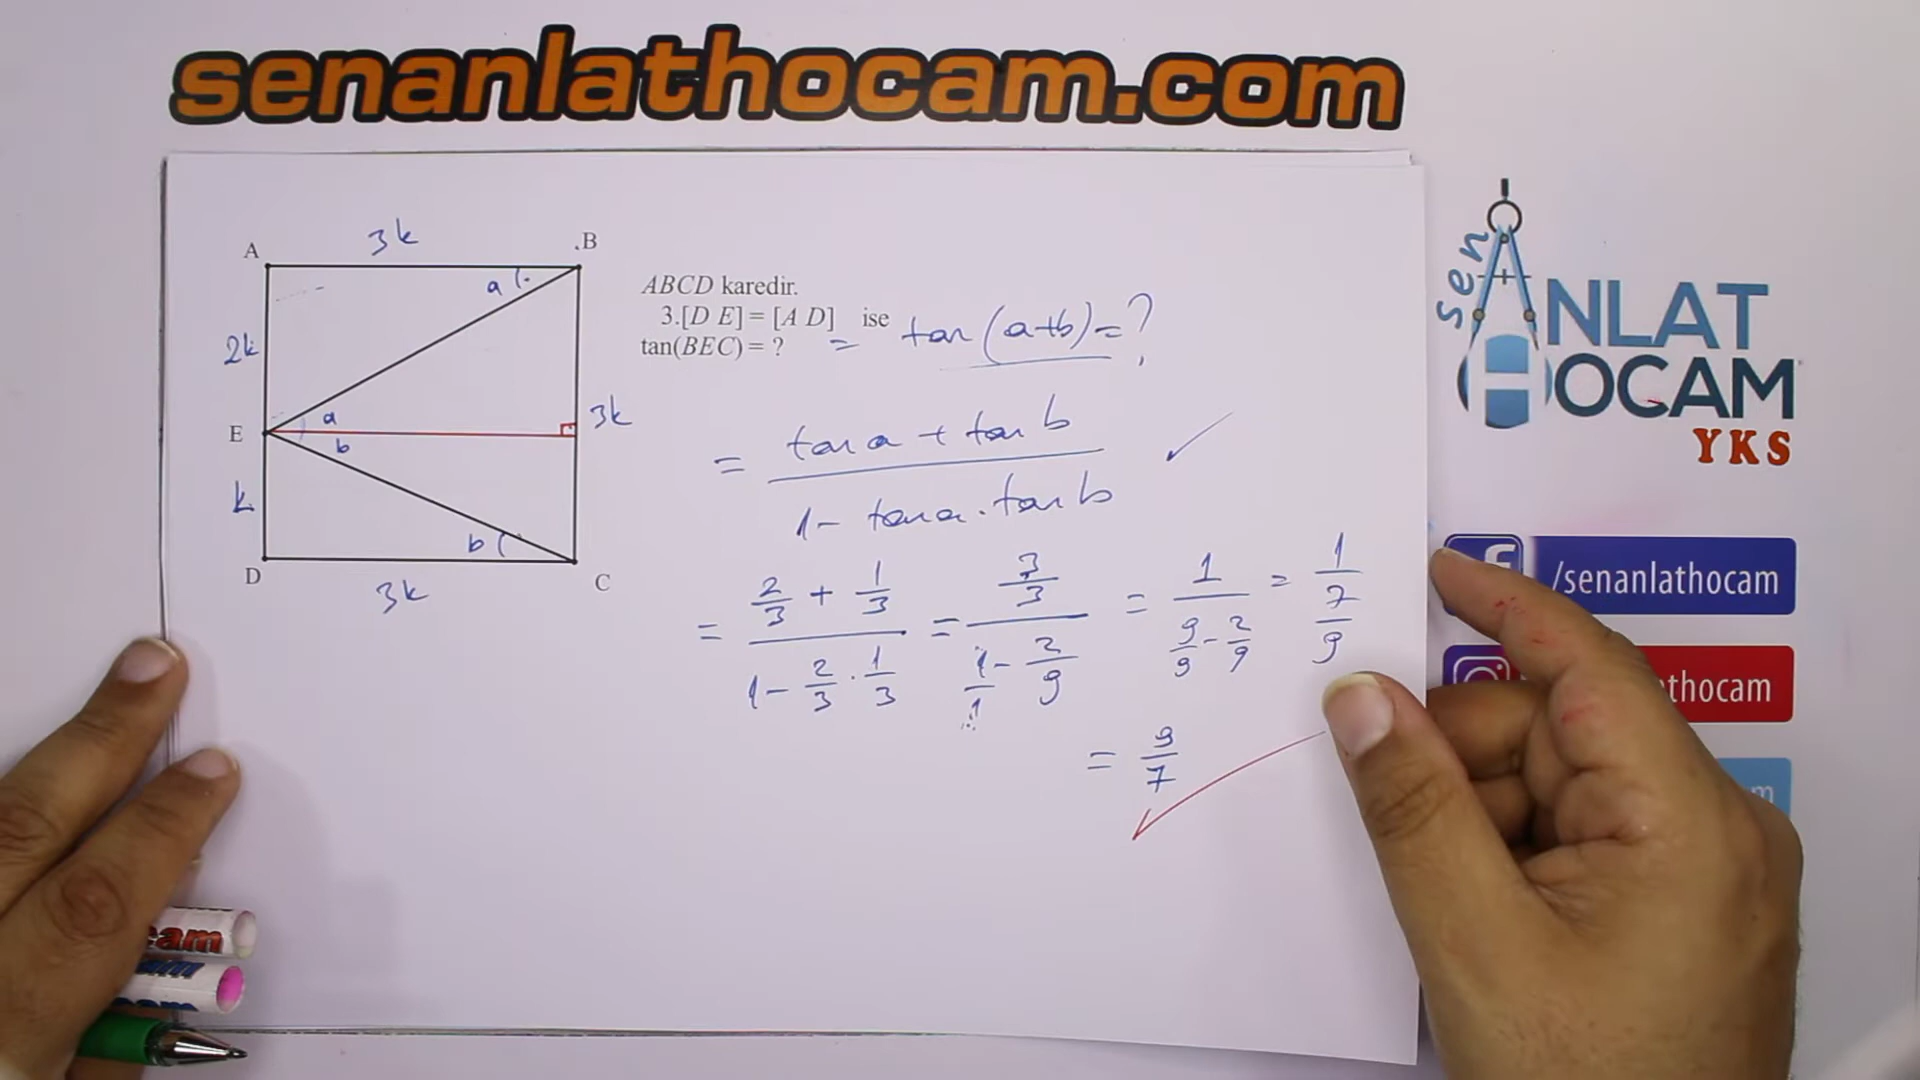 senanlathocam.com
A
3k
B
a
ABCD karedir.
3.[D E] = [A D] ise
tan(BEC) = ?
= tan (a+b) = ?
2k
E
a
b
3k
k
b
D
3k
C
= tan a + tan b
1 - tan a . tan b
= 2/3 + 1/3 = 3/3 = 1 = 1
1 - 2/3 . 1/3   1/1 - 2/9   9/9 - 2/9   7/9
= 9/7
sen
ANLAT
HOCAM
YKS
/senanlathocam
thocam
m